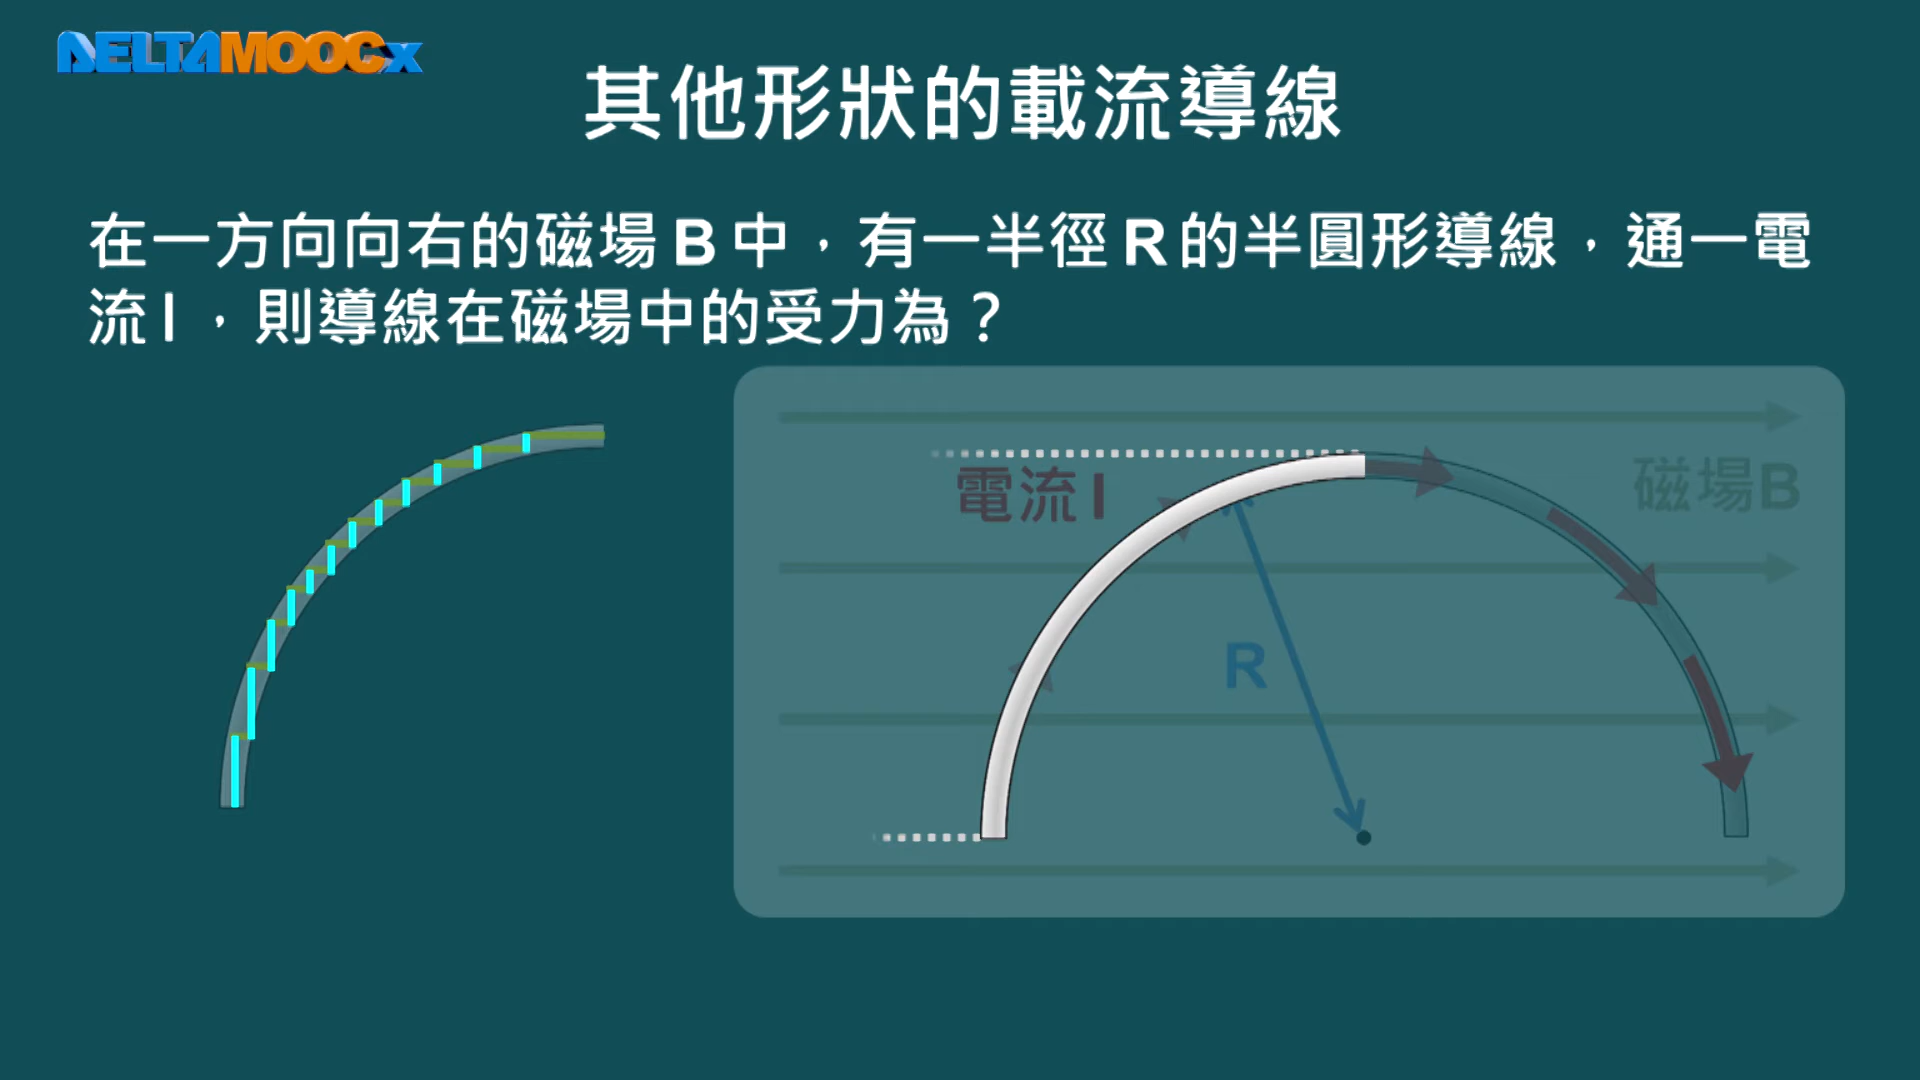 DELTAMOOCx
其他形狀的載流導線
在一方向向右的磁場 B 中，有一半徑 R 的半圓形導線，通一電
流 I ，則導線在磁場中的受力為？
電流 I
磁場B
R